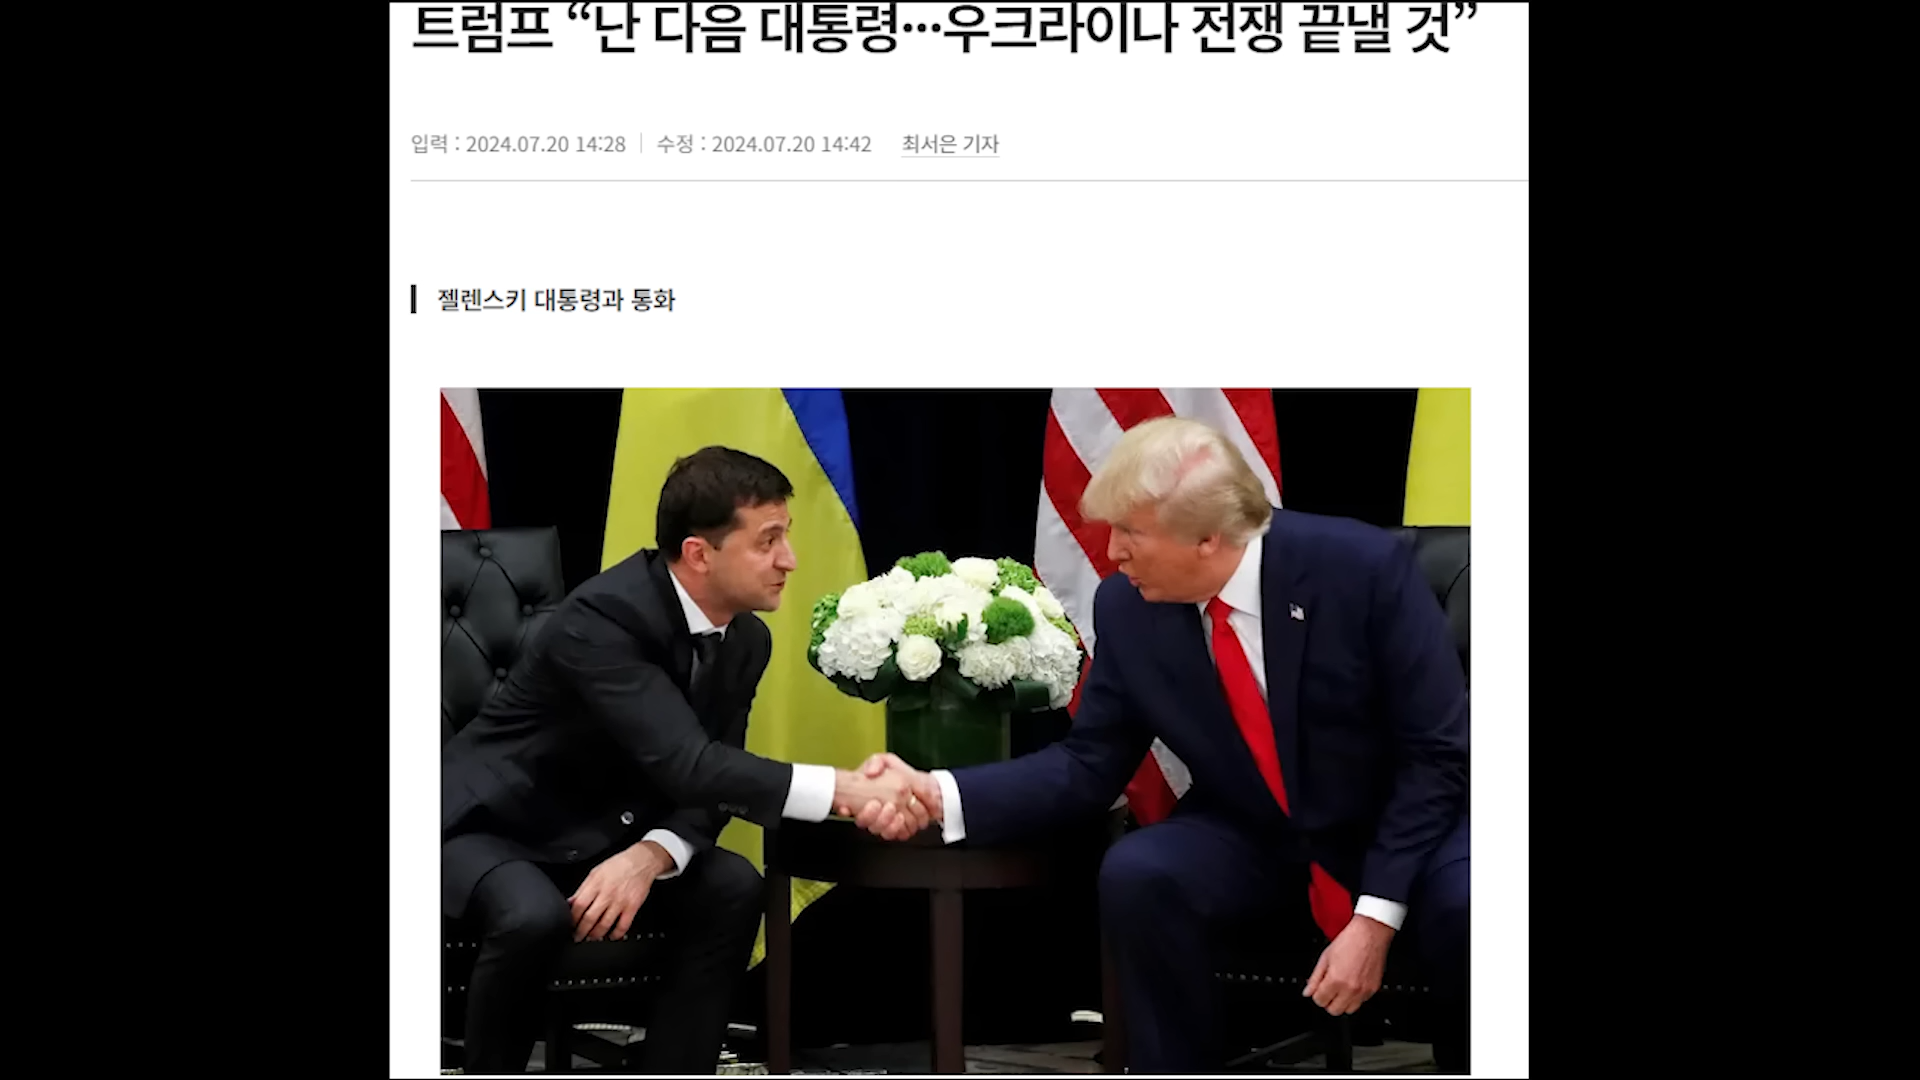 트럼프 “난 다음 대통령…우크라이나 전쟁 끝낼 것”
입력 : 2024.07.20 14:28 | 수정 : 2024.07.20 14:42 최서은 기자
젤렌스키 대통령과 통화